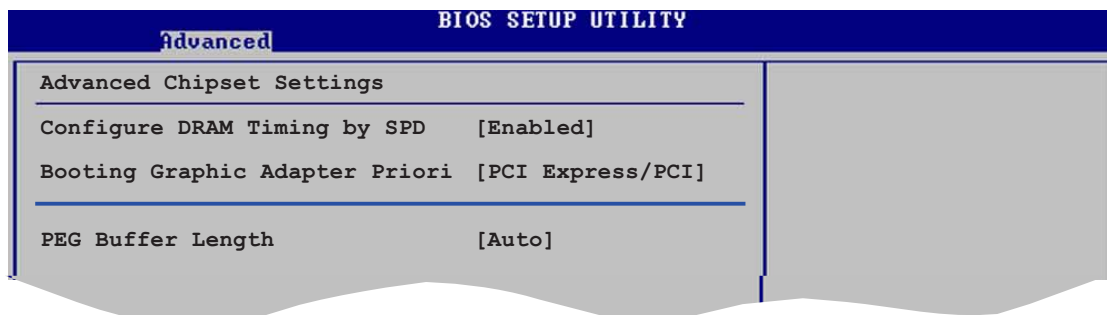 BIOS SETUP UTILITY
Advanced
Advanced Chipset Settings
Configure DRAM Timing by SPD [Enabled]
Booting Graphic Adapter Priori [PCI Express/PCI]
PEG Buffer Length [Auto]